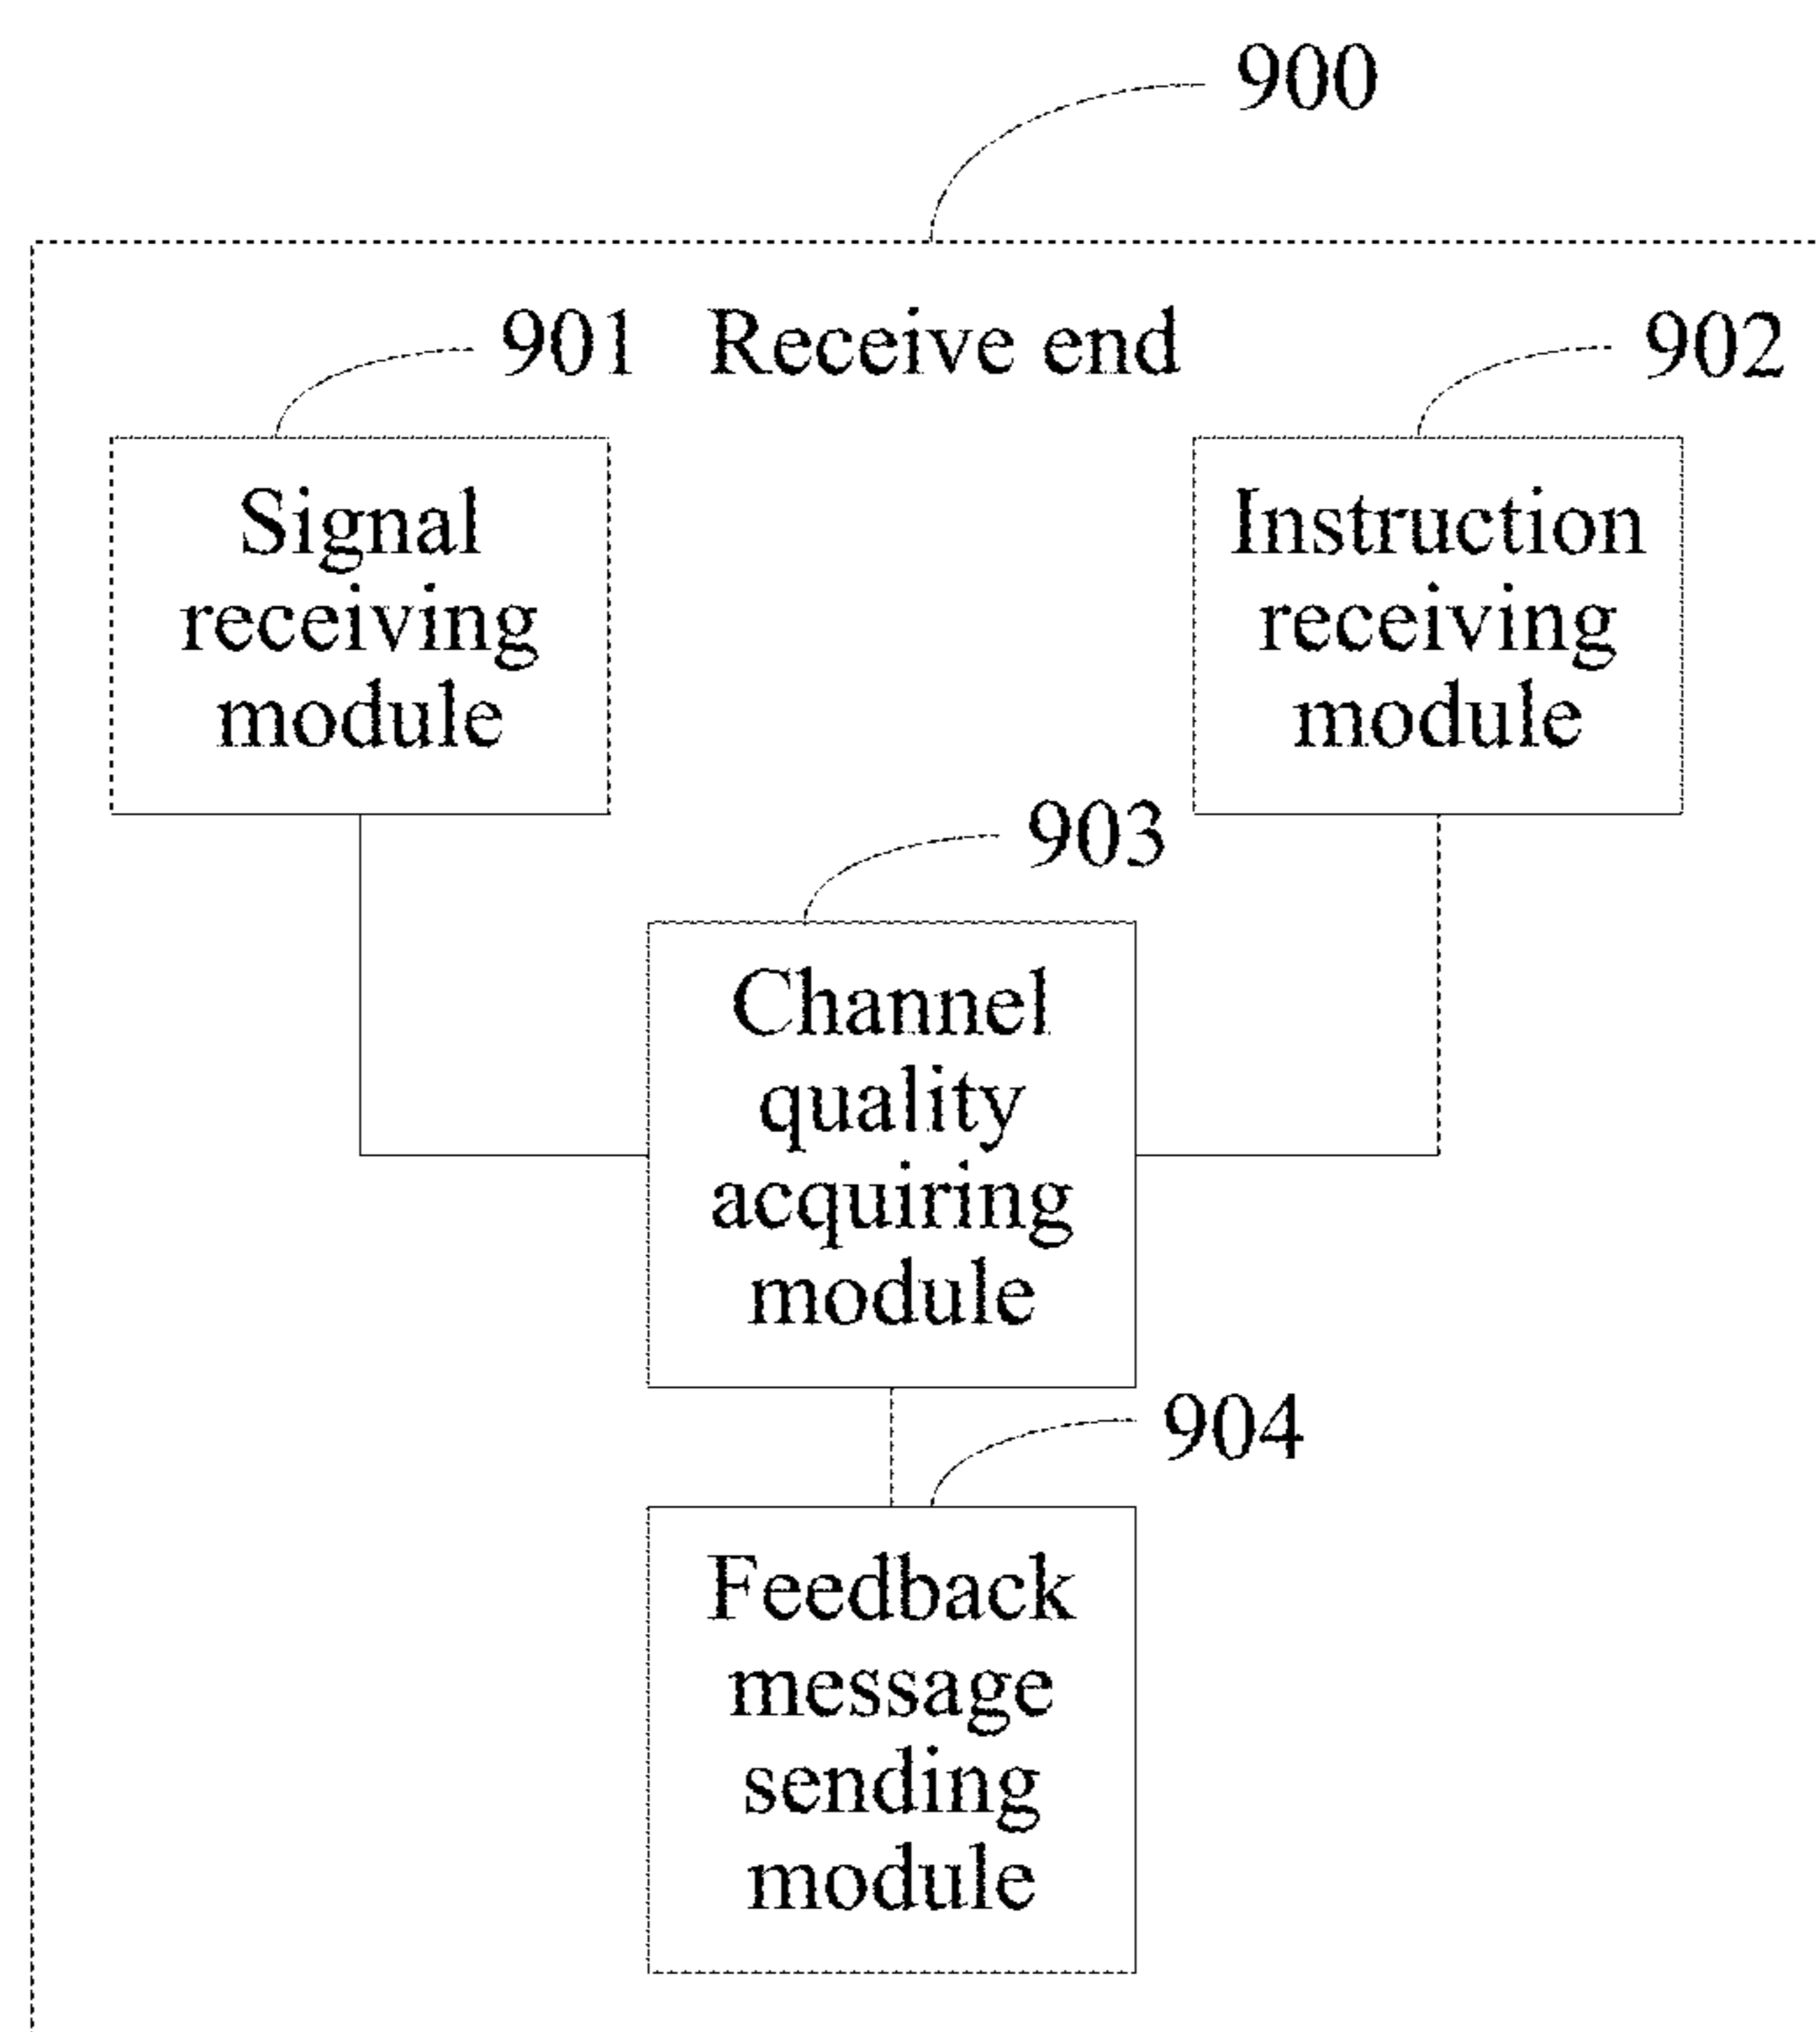 900
901 Receive end 902
Signal
receiving
module
Instruction
receiving
module
903
Channel
quality
acquiring
module
904
Feedback
message
sending
module